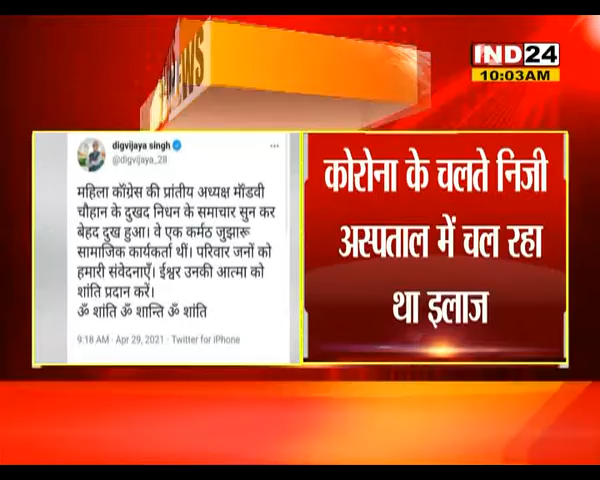 WS
IND24
10:03AM
digvijaya singh
@digvijaya_28
महिला काँग्रेस की प्रांतीय अध्यक्ष माँडवी
चौहान के दुखद निधन के समाचार सुन कर
बेहद दुख हुआ। वे एक कर्मठ जुझारू
सामाजिक कार्यकर्ता थीं। परिवार जनों को
हमारी संवेदनाएँ। ईश्वर उनकी आत्मा को
शांति प्रदान करें।
ॐ शांति ॐ शान्ति ॐ शांति
9:18 AM · Apr 29, 2021 · Twitter for iPhone
कोरोना के चलते निजी
अस्पताल में चल रहा
था इलाज